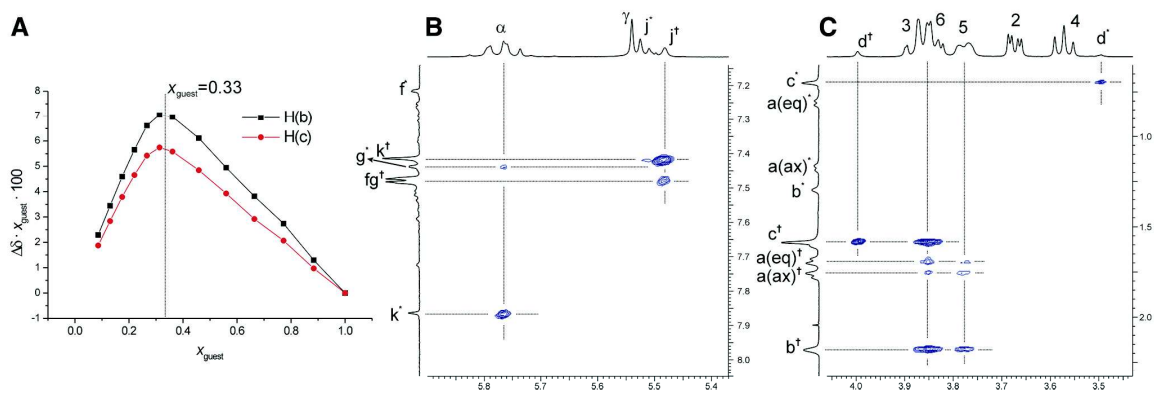 A
x guest=0.33
H(b)
H(c)
Δδ · x guest · 100
8
7
6
5
4
3
2
1
0
-1
0.0 0.2 0.4 0.6 0.8 1.0
x guest
B
α γ j* j†
f*
g* k†
fg†
k*
7.2
7.3
7.4
7.5
7.6
7.7
7.8
7.9
8.0
5.8 5.7 5.6 5.5 5.4
C
d† 3 6 5 2 4 d*
c*
a(eq)*
a(ax)*
b*
c†
a(eq)†
a(ax)†
b†
1.0
1.5
2.0
4.0 3.9 3.8 3.7 3.6 3.5